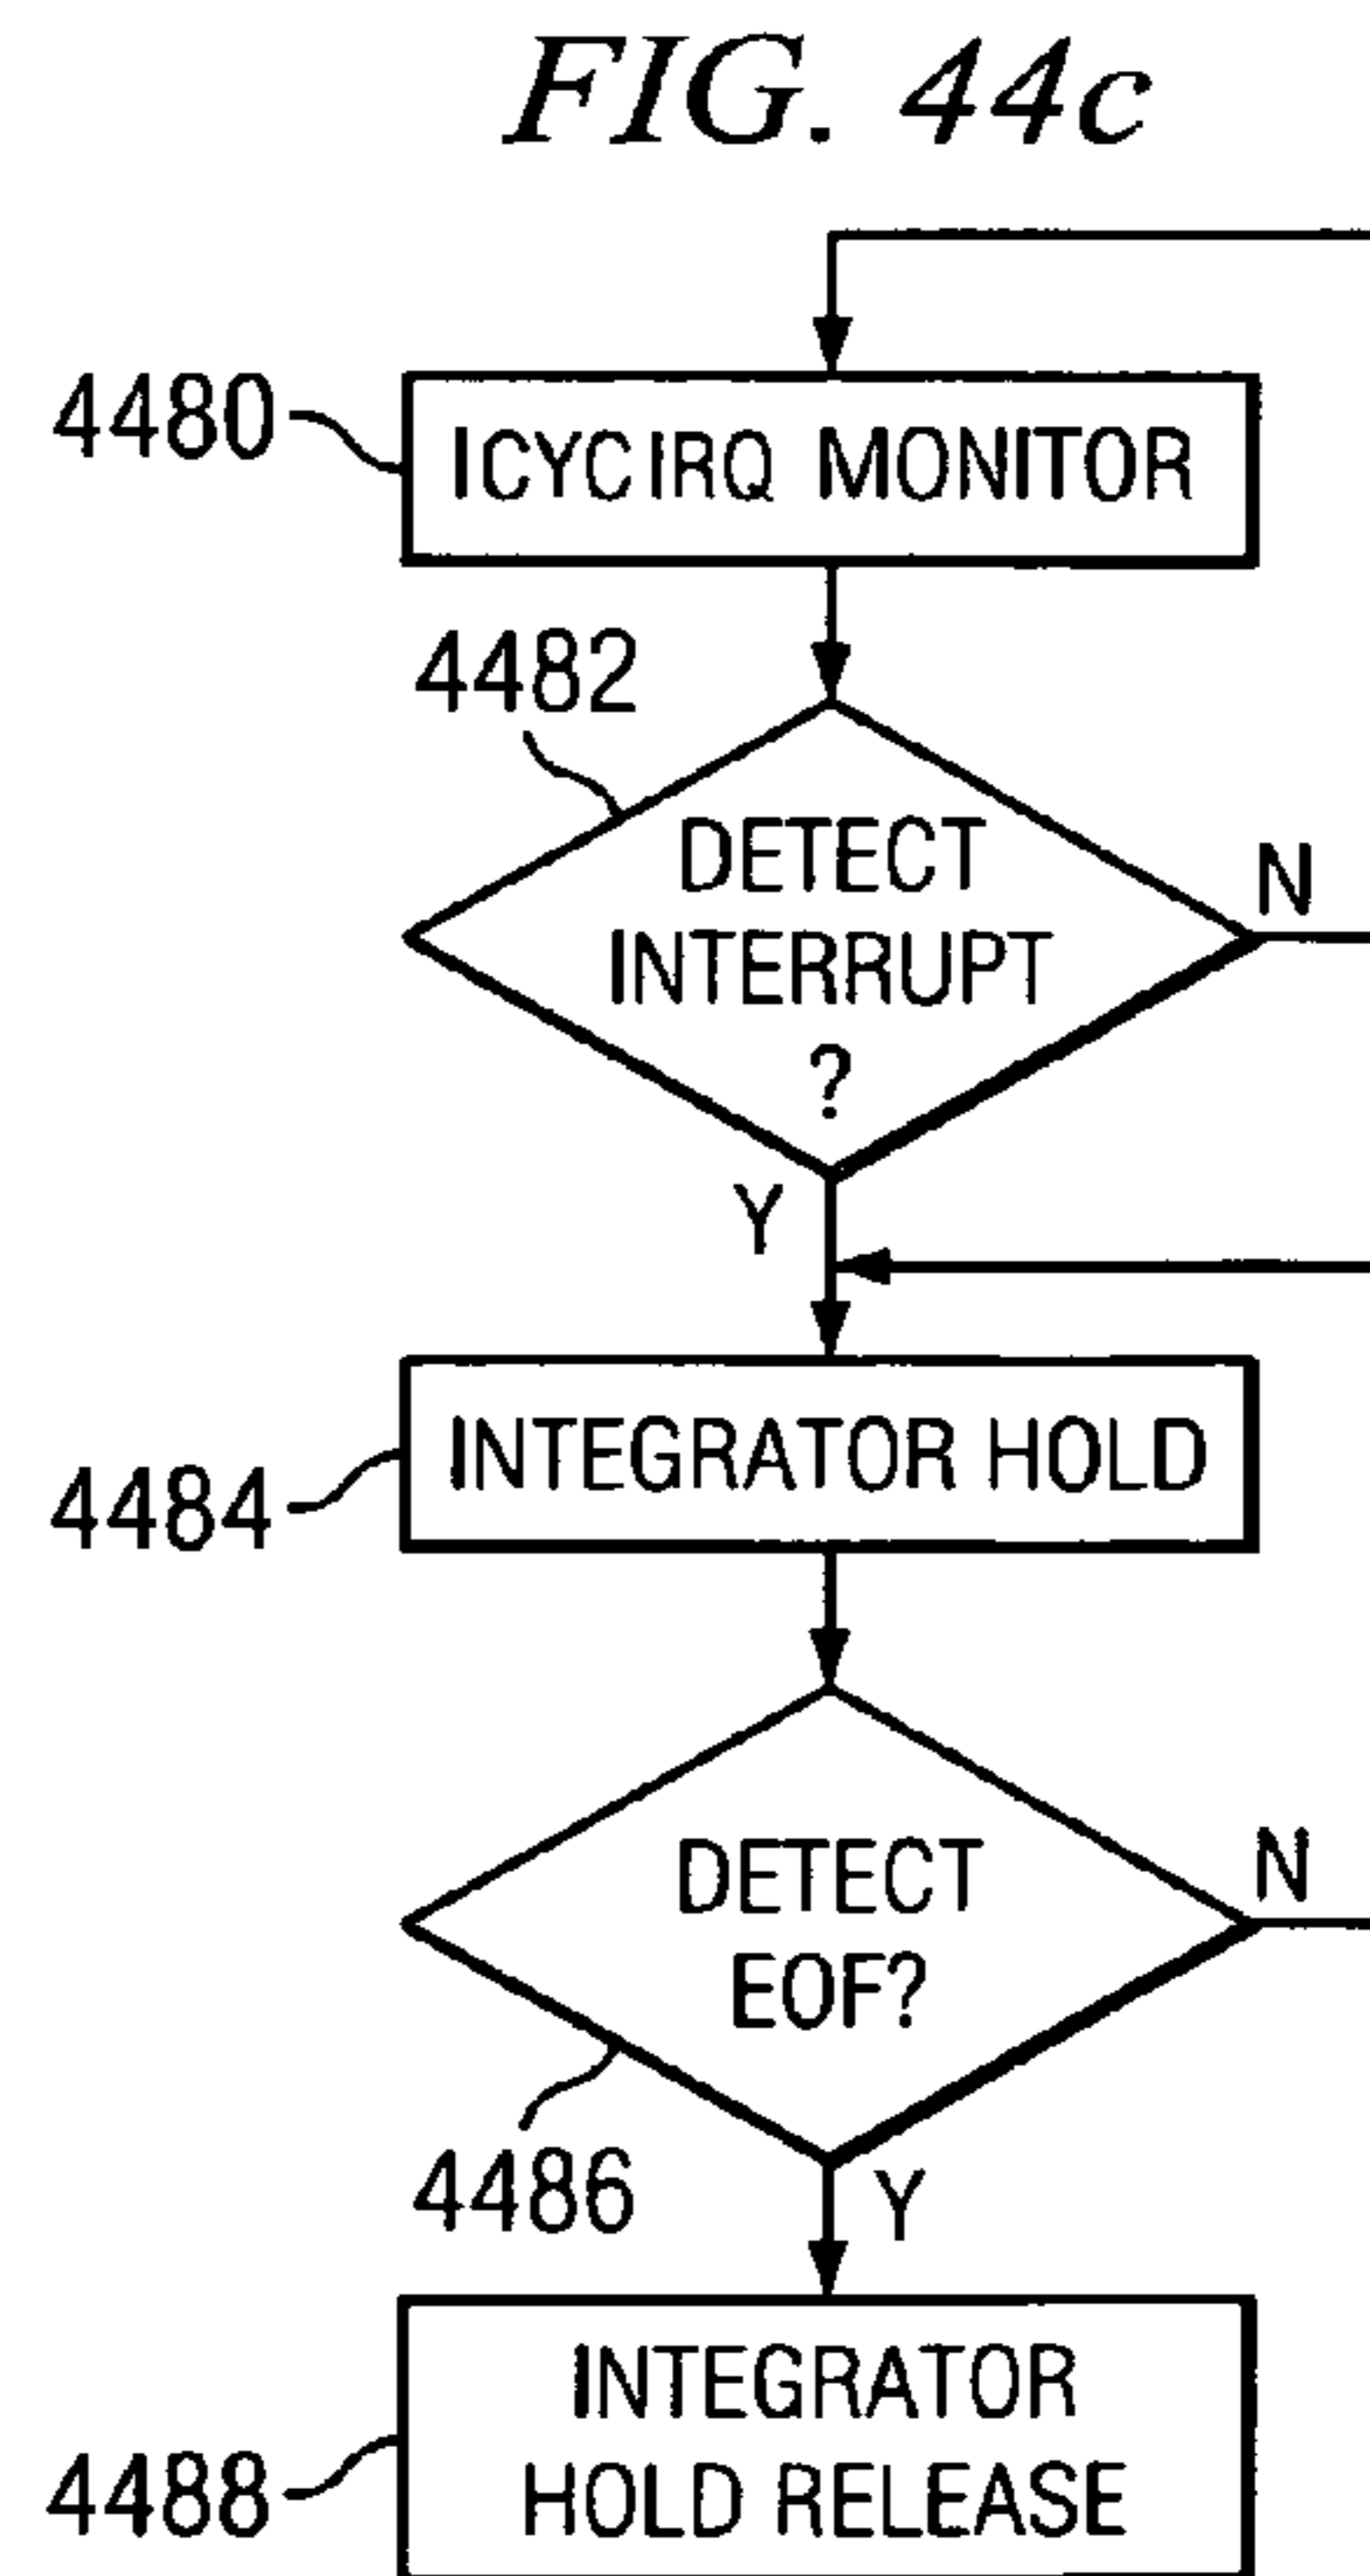 FIG. 44c
4480
ICYCIRQ MONITOR
4482
DETECT
INTERRUPT
?
N
Y
INTEGRATOR HOLD
4484
DETECT
EOF?
N
4486
Y
INTEGRATOR
HOLD RELEASE
4488